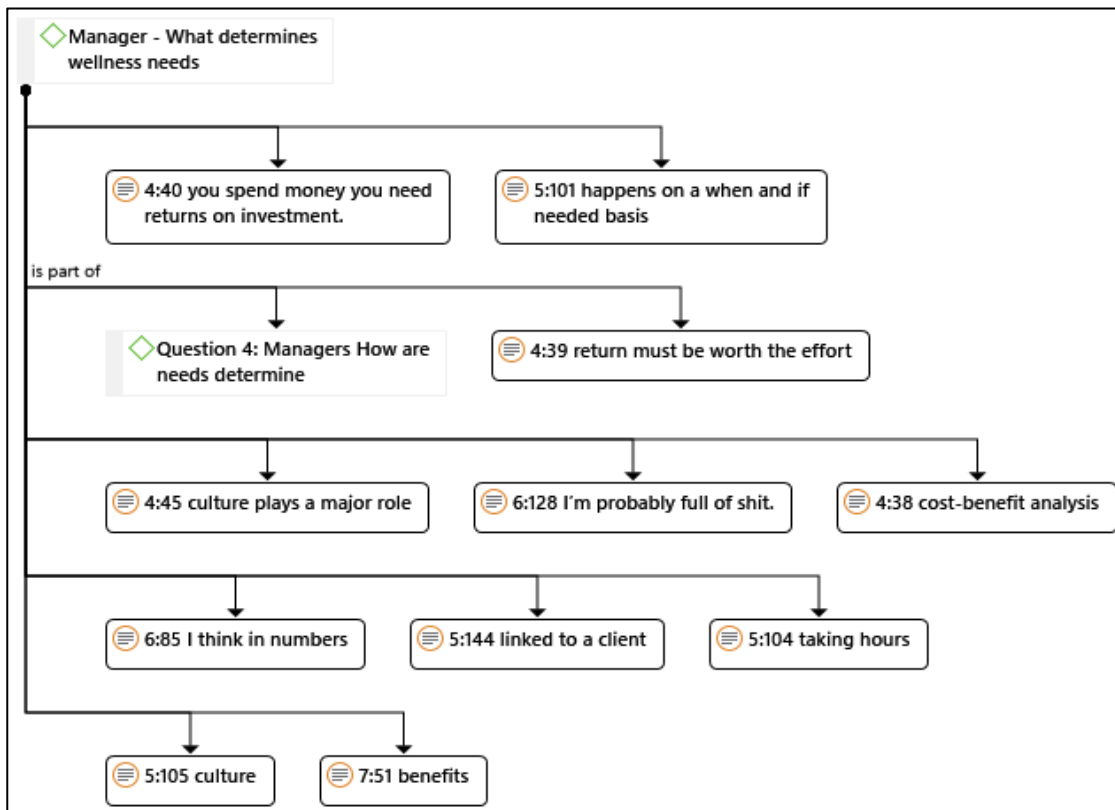 Manager - What determines
wellness needs
4:40 you spend money you need
returns on investment.
5:101 happens on a when and if
needed basis
is part of
Question 4: Managers How are
needs determine
4:39 return must be worth the effort
4:45 culture plays a major role
6:128 I´m probably full of shit.
4:38 cost-benefit analysis
6:85 I think in numbers
5:144 linked to a client
5:104 taking hours
5:105 culture
7:51 benefits